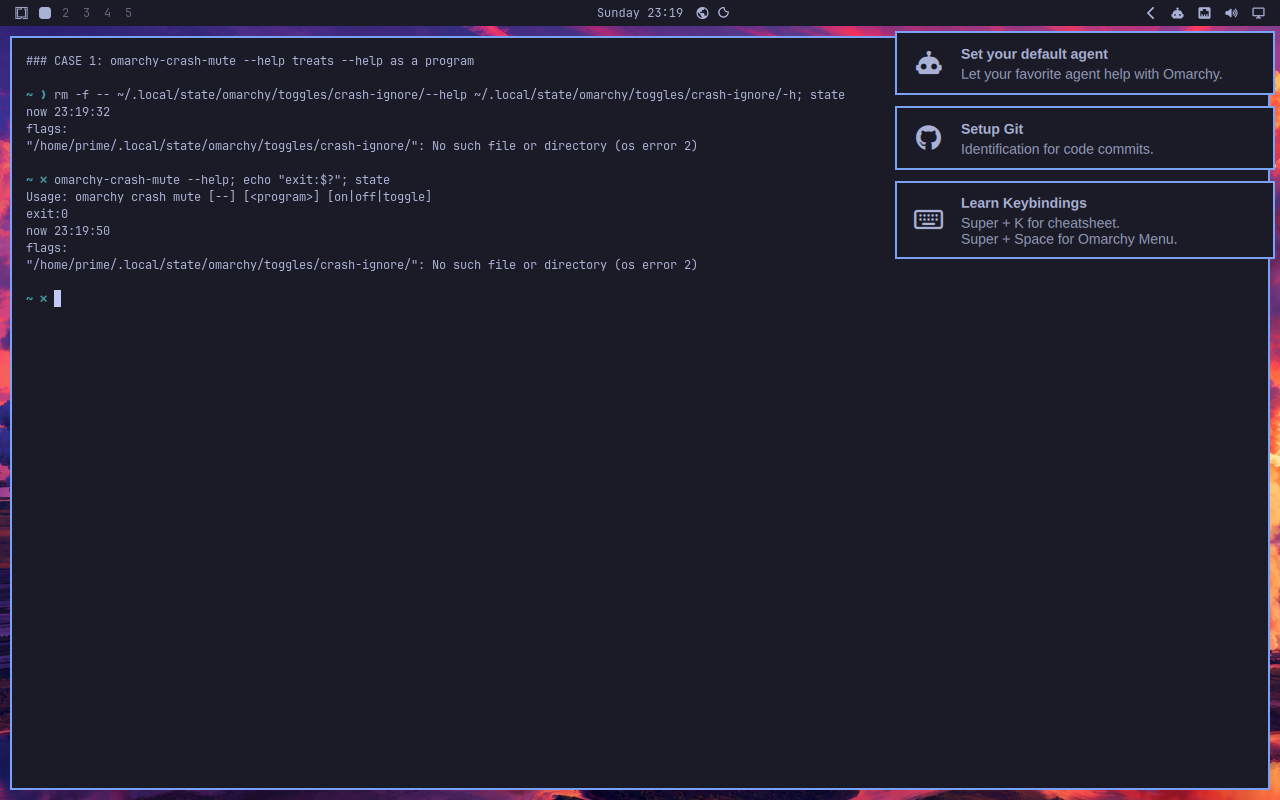 2 3 4 5
Sunday 23:19
### CASE 1: omarchy-crash-mute --help treats --help as a program
~ ❯ rm -f -- ~/.local/state/omarchy/toggles/crash-ignore/--help ~/.local/state/omarchy/toggles/crash-ignore/-h; state
now 23:19:32
flags:
"/home/prime/.local/state/omarchy/toggles/crash-ignore/": No such file or directory (os error 2)
~ × omarchy-crash-mute --help; echo "exit:$?"; state
Usage: omarchy crash mute [--] [<program>] [on|off|toggle]
exit:0
now 23:19:50
flags:
"/home/prime/.local/state/omarchy/toggles/crash-ignore/": No such file or directory (os error 2)
~ ×
Set your default agent
Let your favorite agent help with Omarchy.
Setup Git
Identification for code commits.
Learn Keybindings
Super + K for cheatsheet.
Super + Space for Omarchy Menu.